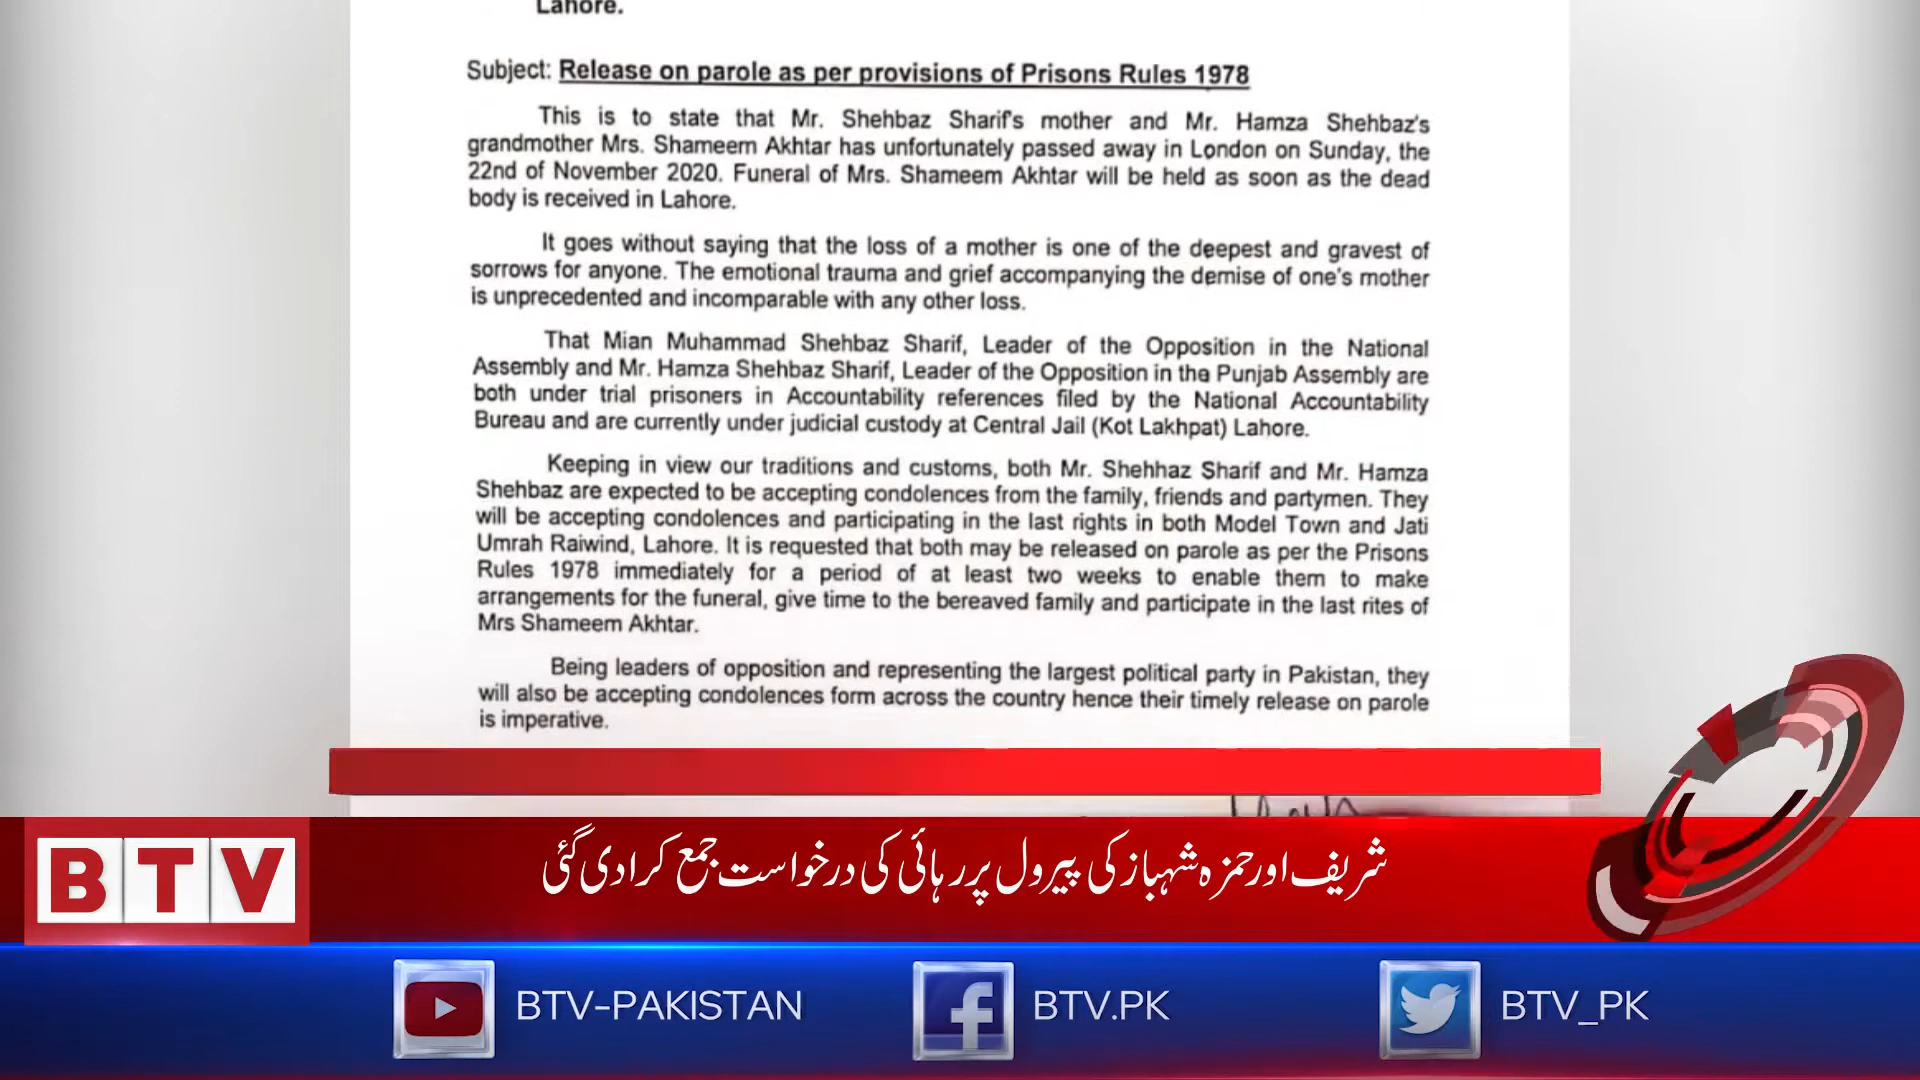 Lahore.
Subject: Release on parole as per provisions of Prisons Rules 1978
This is to state that Mr. Shehbaz Sharif's mother and Mr. Hamza Shehbaz's
grandmother Mrs. Shameem Akhtar has unfortunately passed away in London on Sunday, the
22nd of November 2020. Funeral of Mrs. Shameem Akhtar will be held as soon as the dead
body is received in Lahore.
It goes without saying that the loss of a mother is one of the deepest and gravest of
sorrows for anyone. The emotional trauma and grief accompanying the demise of one's mother
is unprecedented and incomparable with any other loss.
That Mian Muhammad Shehbaz Sharif, Leader of the Opposition in the National
Assembly and Mr. Hamza Shehbaz Sharif, Leader of the Opposition in the Punjab Assembly are
both under trial prisoners in Accountability references filed by the National Accountability
Bureau and are currently under judicial custody at Central Jail (Kot Lakhpat) Lahore.
Keeping in view our traditions and customs, both Mr. Shehhaz Sharif and Mr. Hamza
Shehbaz are expected to be accepting condolences from the family, friends and partymen. They
will be accepting condolences and participating in the last rights in both Model Town and Jati
Umrah Raiwind, Lahore. It is requested that both may be released on parole as per the Prisons
Rules 1978 immediately for a period of at least two weeks to enable them to make
arrangements for the funeral, give time to the bereaved family and participate in the last rites of
Mrs Shameem Akhtar.
Being leaders of opposition and representing the largest political party in Pakistan, they
will also be accepting condolences form across the country hence their timely release on parole
is imperative.
شریف اور حمزہ شہباز کی پیرول پر رہائی کی درخواست جمع کرا دی گئی
BTV
BTV-PAKISTAN
BTV.PK
BTV_PK